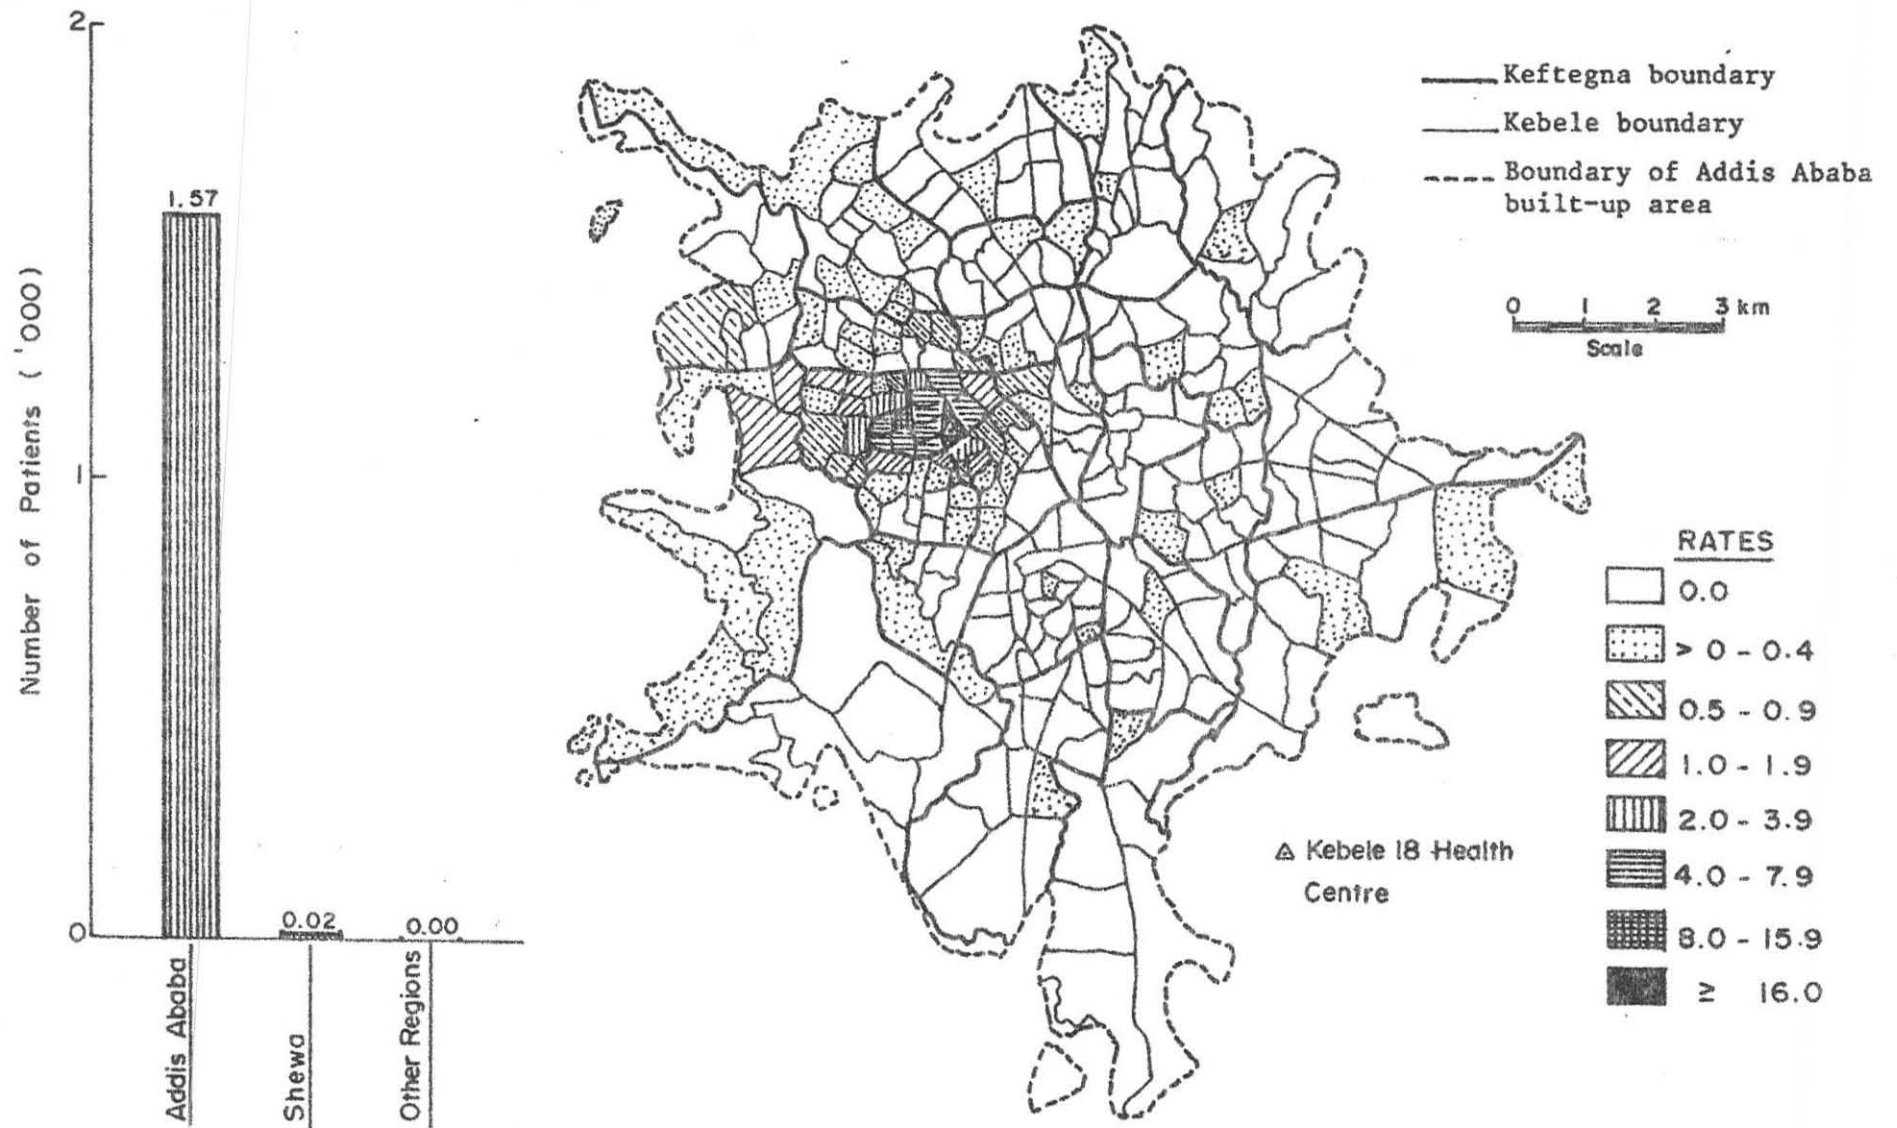 2
1.57
1
0.02
0.00
0
Number of Patients ('000)
Addis Ababa
Shewa
Other Regions
Keftegna boundary
Kebele boundary
Boundary of Addis Ababa
built-up area
0 1 2 3 km
Scale
RATES
0.0
> 0 - 0.4
0.5 - 0.9
1.0 - 1.9
2.0 - 3.9
4.0 - 7.9
8.0 - 15.9
≥ 16.0
Kebele 18 Health
Centre